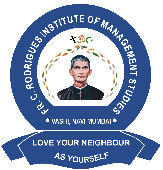 FR. C. RODRIGUES INSTITUTE OF MANAGEMENT STUDIES
VASHI, NAVI MUMBAI
LOVE YOUR NEIGHBOUR
AS YOURSELF